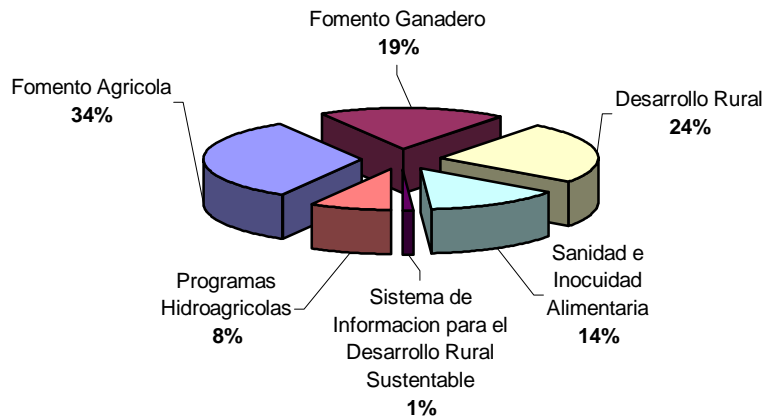 Fomento Ganadero
19%
Fomento Agricola
34%
Desarrollo Rural
24%
Sanidad e
Inocuidad
Alimentaria
14%
Programas
Hidroagricolas
8%
Sistema de
Informacion para el
Desarrollo Rural
Sustentable
1%